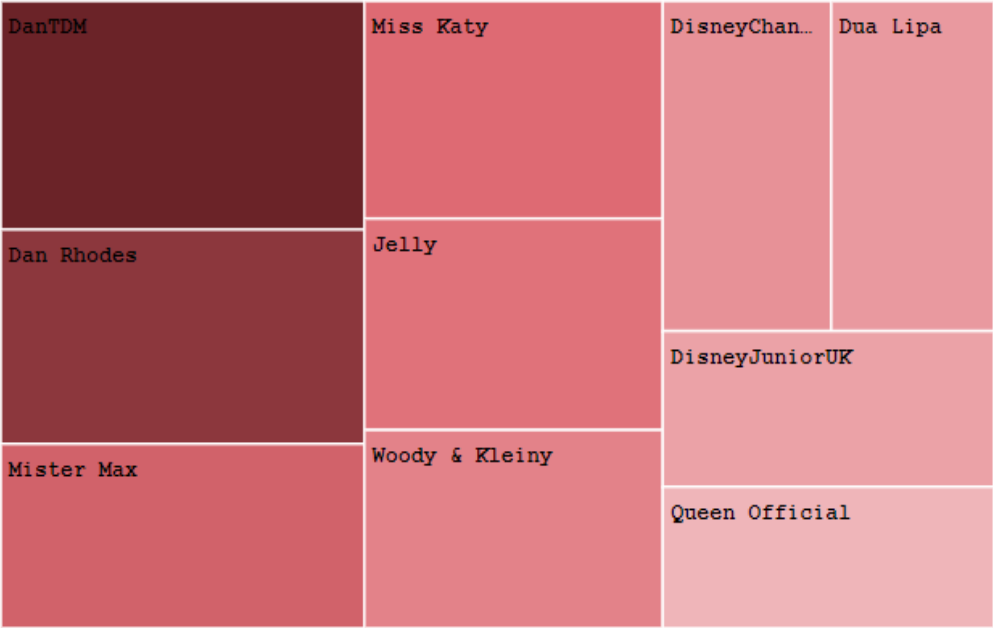 DanTDM
Dan Rhodes
Mister Max
Miss Katy
Jelly
Woody & Kleiny
DisneyChan…
Dua Lipa
DisneyJuniorUK
Queen Official